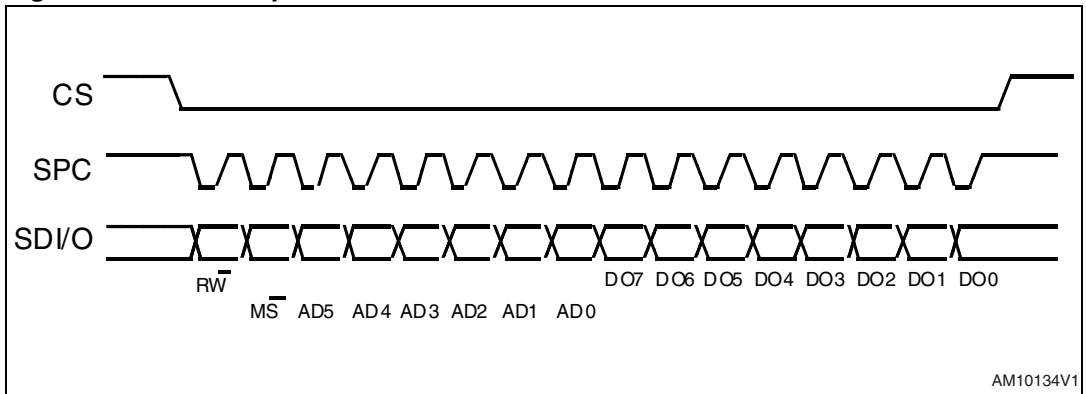 CS
SPC
SDI/O
RW
DO7 DO6 DO5 DO4 DO3 DO2 DO1 DO0
MS AD5 AD4 AD3 AD2 AD1 AD0
AM10134V1